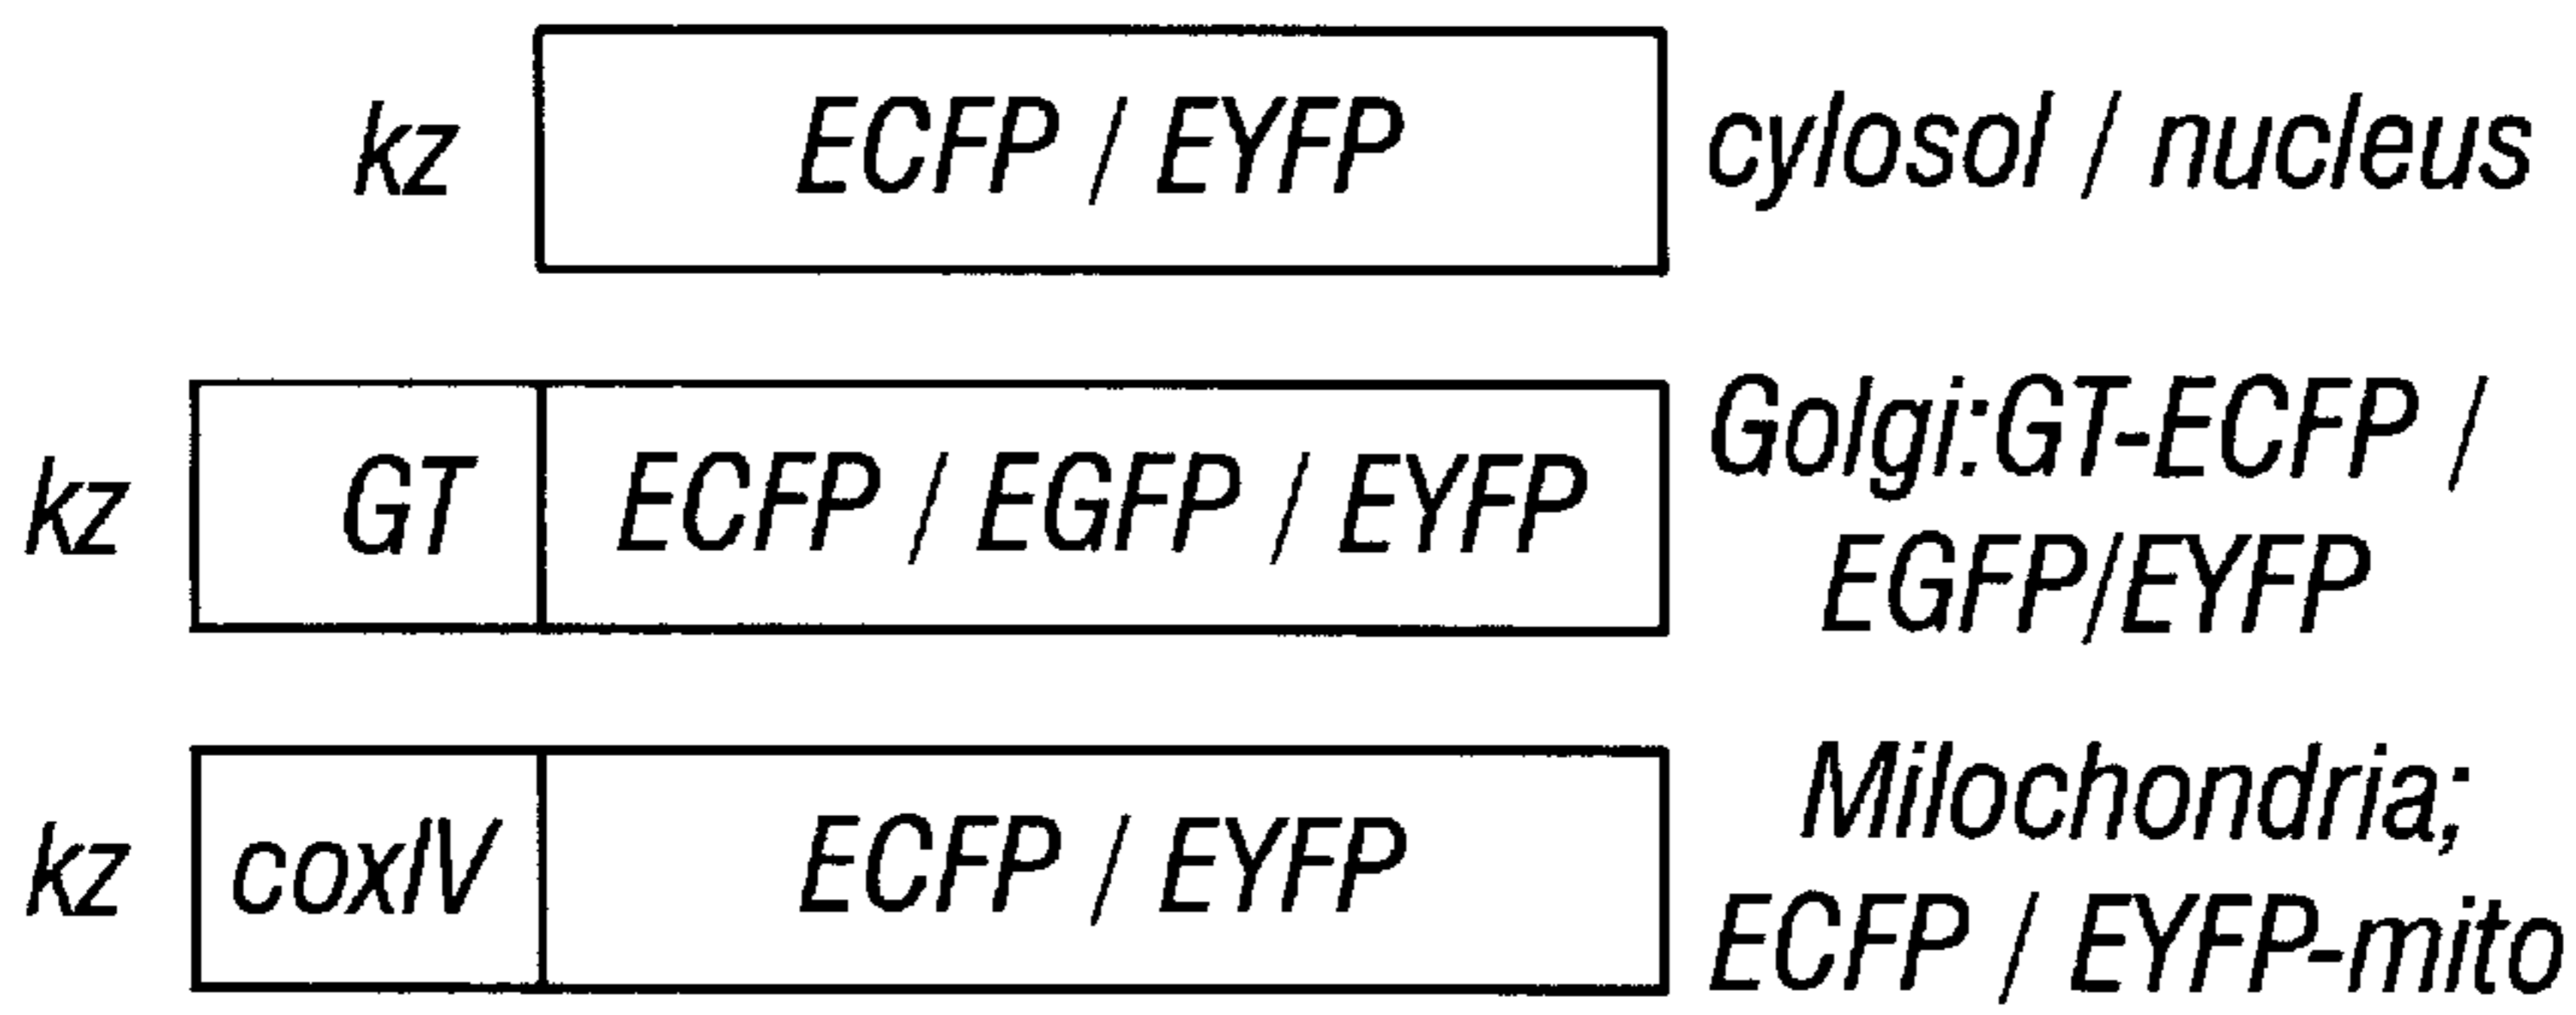 kz ECFP / EYFP cylosol / nucleus
Golgi:GT-ECFP /
kz GT ECFP / EGFP / EYFP
EGFP/EYFP
Milochondria;
kz coxIV ECFP / EYFP
ECFP / EYFP-mito